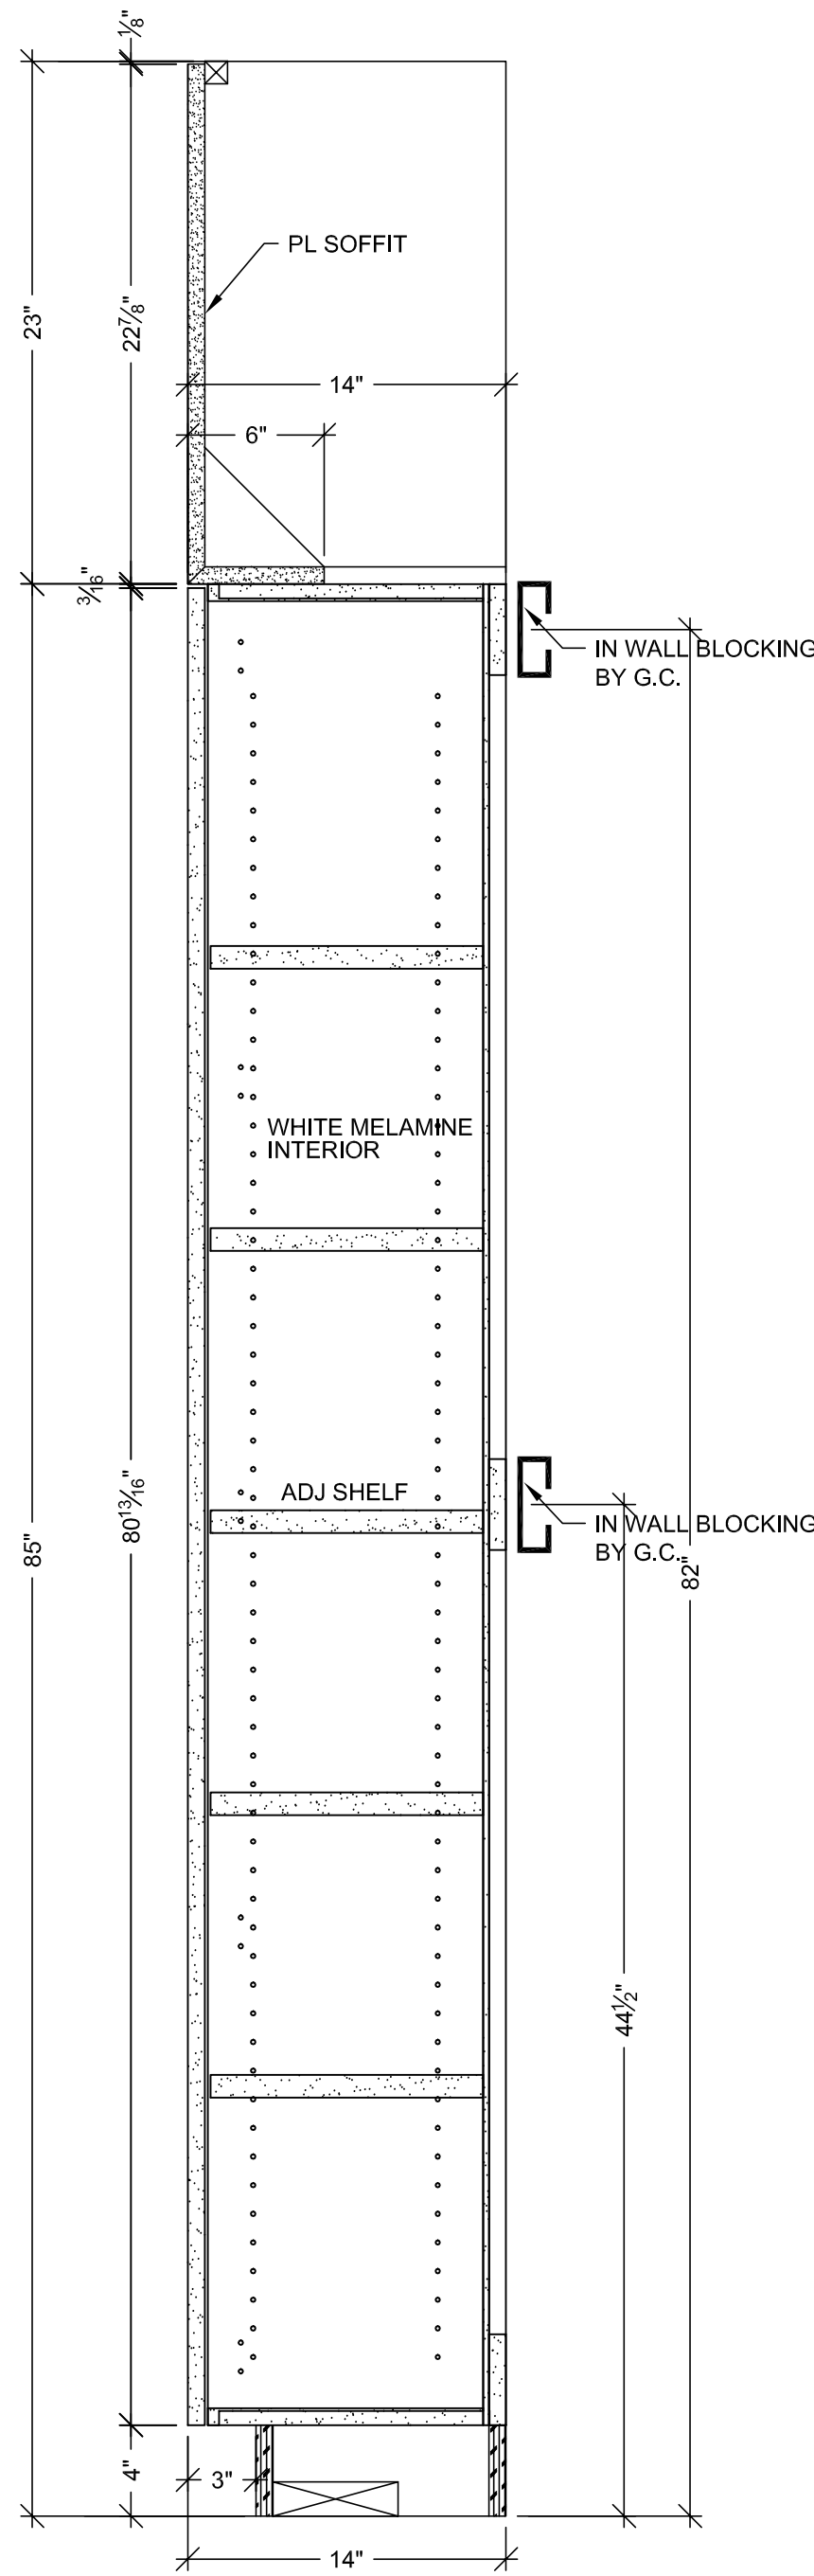 1/8"
PL SOFFIT
23"
22 7/8"
14"
6"
3/16"
IN WALL BLOCKING
BY G.C.
WHITE MELAMINE
INTERIOR
ADJ SHELF
80 13/16"
85"
IN WALL BLOCKING
BY G.C.
82"
44 1/2"
4"
3"
14"